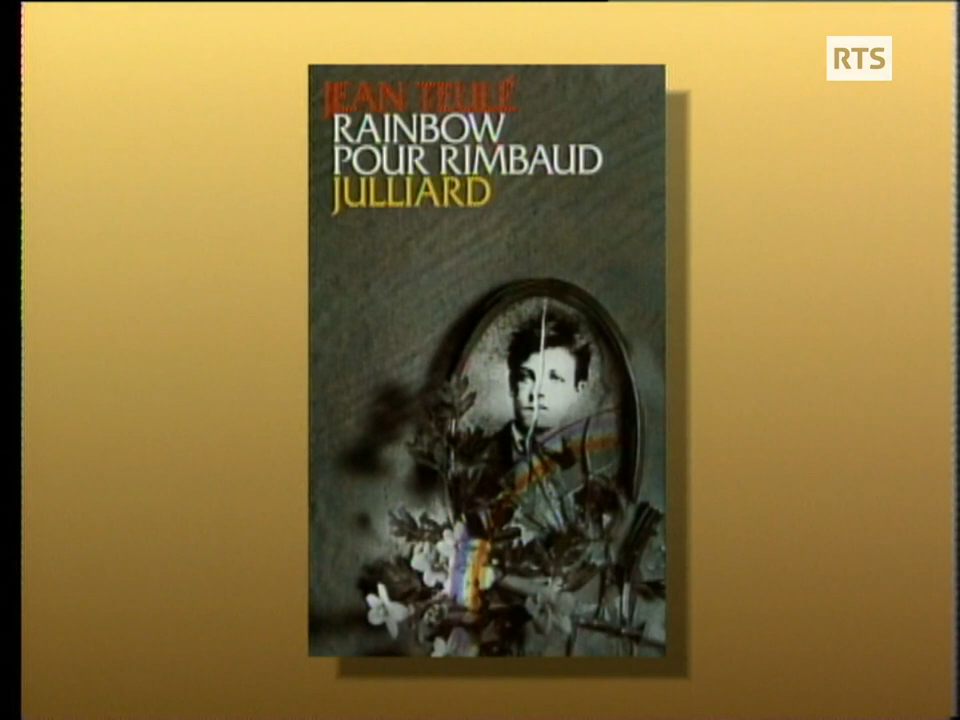 RTS
JEAN TEULÉ
RAINBOW
POUR RIMBAUD
JULLIARD